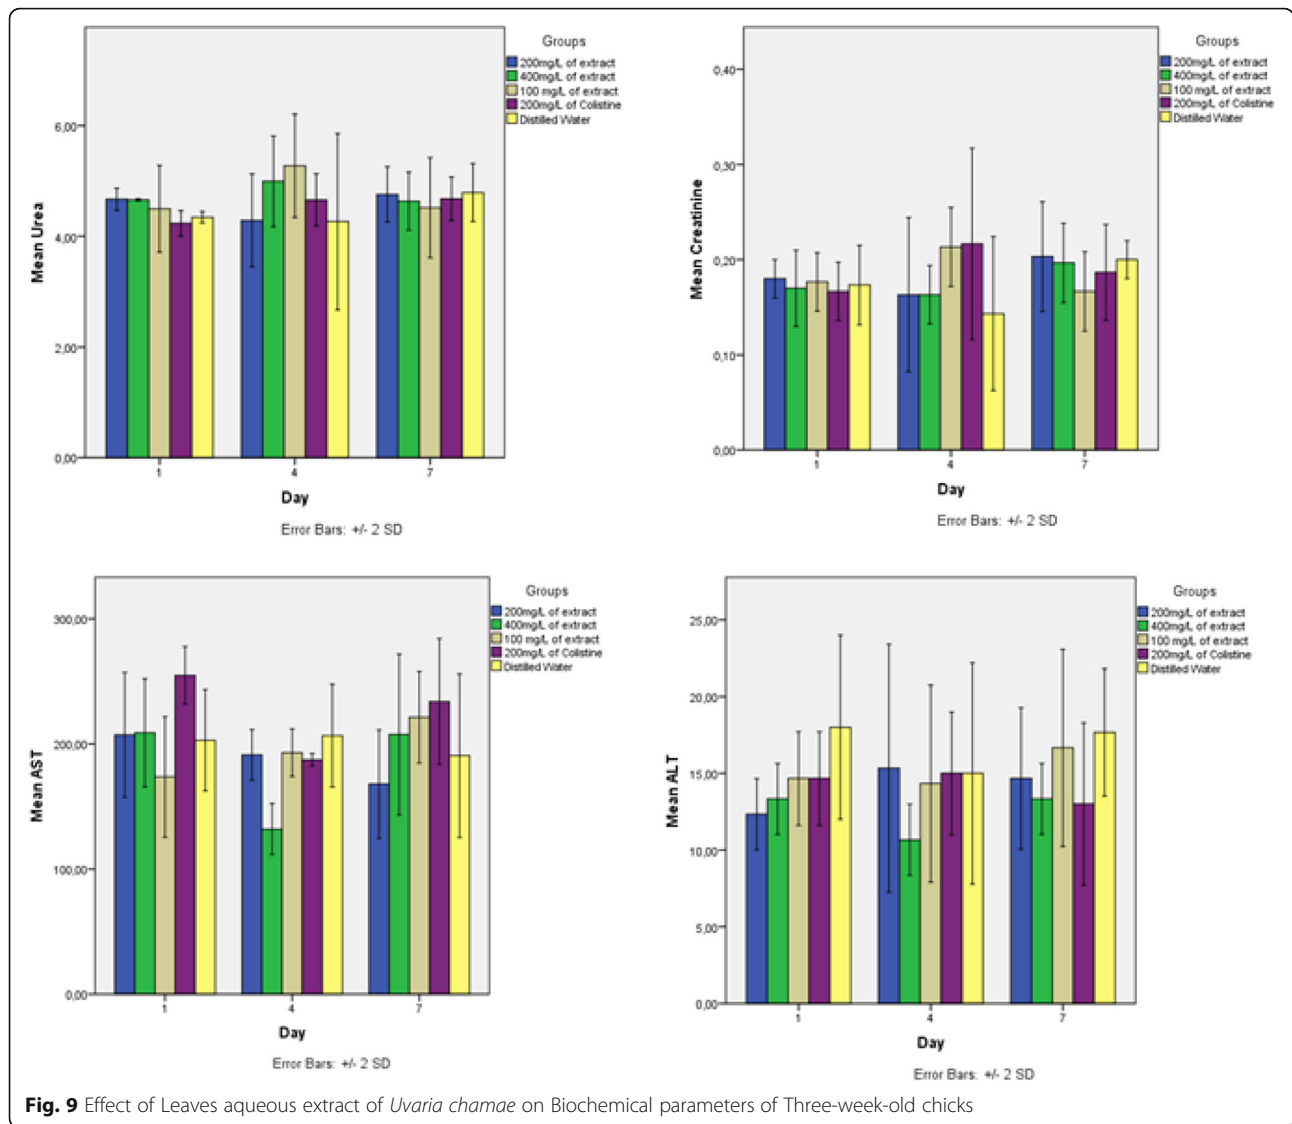 Groups
200mg/L of extract
400mg/L of extract
100 mg/L of extract
200mg/L of Colistine
Distilled Water
Mean Urea
6,00
4,00
2,00
0,00
1 4 7
Day
Error Bars: +/- 2 SD
Groups
200mg/L of extract
400mg/L of extract
100 mg/L of extract
200mg/L of Colistine
Distilled Water
Mean Creatinine
0,40
0,30
0,20
0,10
0,00
1 4 7
Day
Error Bars: +/- 2 SD
Groups
200mg/L of extract
400mg/L of extract
100 mg/L of extract
200mg/L of Colistine
Distilled Water
Mean AST
300,00
200,00
100,00
0,00
1 4 7
Day
Error Bars: +/- 2 SD
Groups
200mg/L of extract
400mg/L of extract
100 mg/L of extract
200mg/L of Colistine
Distilled Water
Mean ALT
25,00
20,00
15,00
10,00
5,00
0,00
1 4 7
Day
Error Bars: +/- 2 SD
Fig. 9 Effect of Leaves aqueous extract of Uvaria chamae on Biochemical parameters of Three-week-old chicks